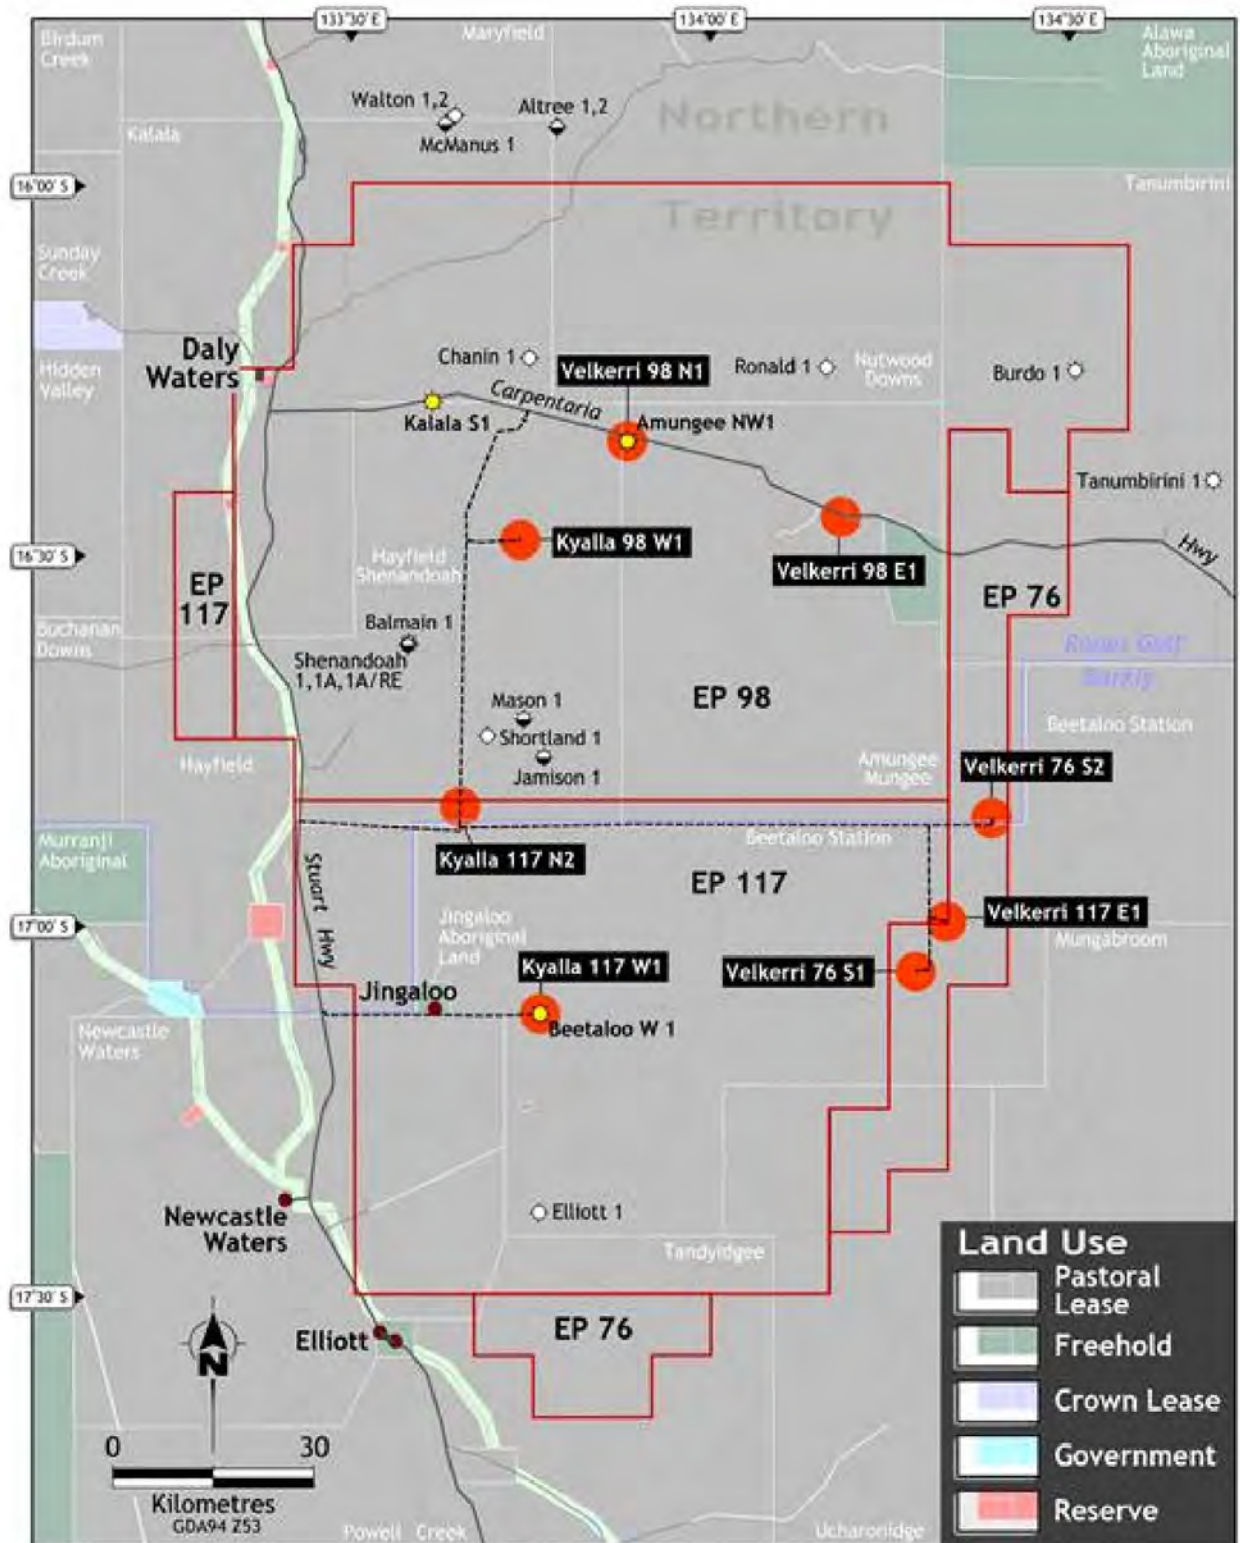 133°30' E
134°00' E
134°30' E
Birdum
Creek
Maryfield
Alawa
Aboriginal
Land
Walton 1,2
Altree 1,2
Northern
Kalala
McManus 1
16°00' S
Tanumbirini
Territory
Sunday
Creek
Daly
Waters
Chanin 1
Velkerri 98 N1
Ronald 1
Nutwood
Downs
Burdo 1
Hidden
Valley
Carpentaria
Kalala S1
Amungee NW1
Tanumbirini 1
Kyalla 98 W1
Hwy
16°30' S
Hayfield
Shenandoah
Velkerri 98 E1
EP
117
EP 76
Balmain 1
Buchanan
Downs
Shenandoah
1,1A,1A/RE
Roper Gulf
Barkly
Mason 1
EP 98
Shortland 1
Beetaloo Station
Hayfield
Jamison 1
Amungee
Mungee
Velkerri 76 S2
Murranji
Aboriginal
Beetaloo Station
Kyalla 117 N2
Stuart Hwy
EP 117
17°00' S
Jingaloo
Aboriginal
Land
Velkerri 117 E1
Mungabroom
Kyalla 117 W1
Velkerri 76 S1
Jingaloo
Beetaloo W 1
Newcastle
Waters
Newcastle
Waters
Elliott 1
Tandyidgee
17°30' S
Elliott
EP 76
N
0 30
Kilometres
GDA94 Z53
Powell Creek
Ucharonidge
Land Use
Pastoral
Lease
Freehold
Crown Lease
Government
Reserve